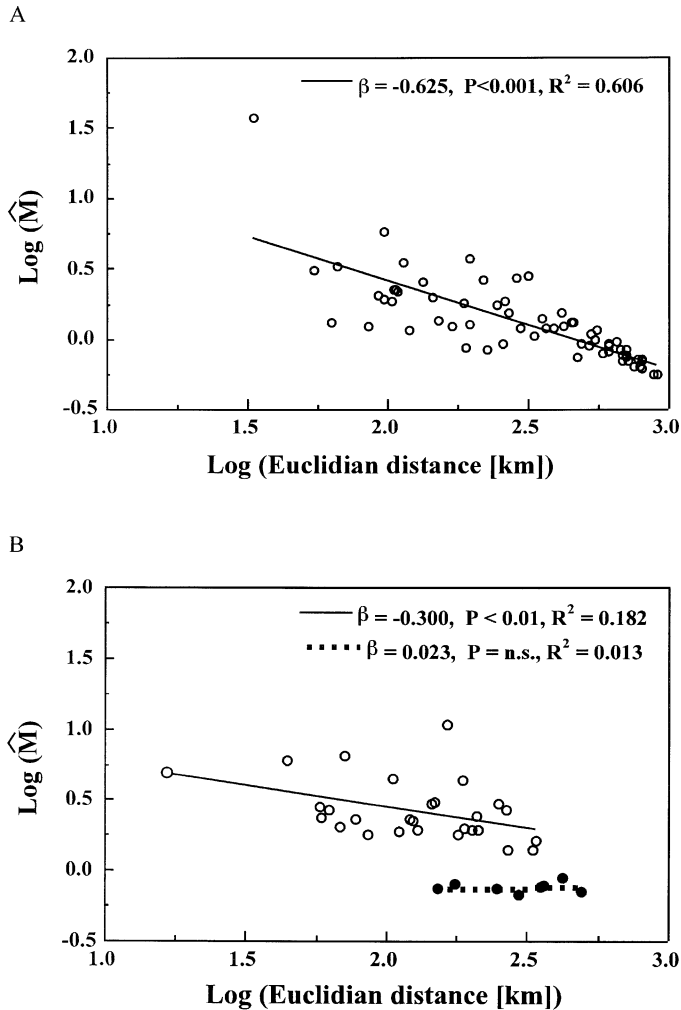 A
2.0
β = -0.625, P<0.001, R² = 0.606
1.5
1.0
0.5
0.0
-0.5
Log (M̂)
1.0 1.5 2.0 2.5 3.0
Log (Euclidian distance [km])
B
2.0
β = -0.300, P < 0.01, R² = 0.182
β = 0.023, P = n.s., R² = 0.013
1.5
1.0
0.5
0.0
-0.5
Log (M̂)
1.0 1.5 2.0 2.5 3.0
Log (Euclidian distance [km])